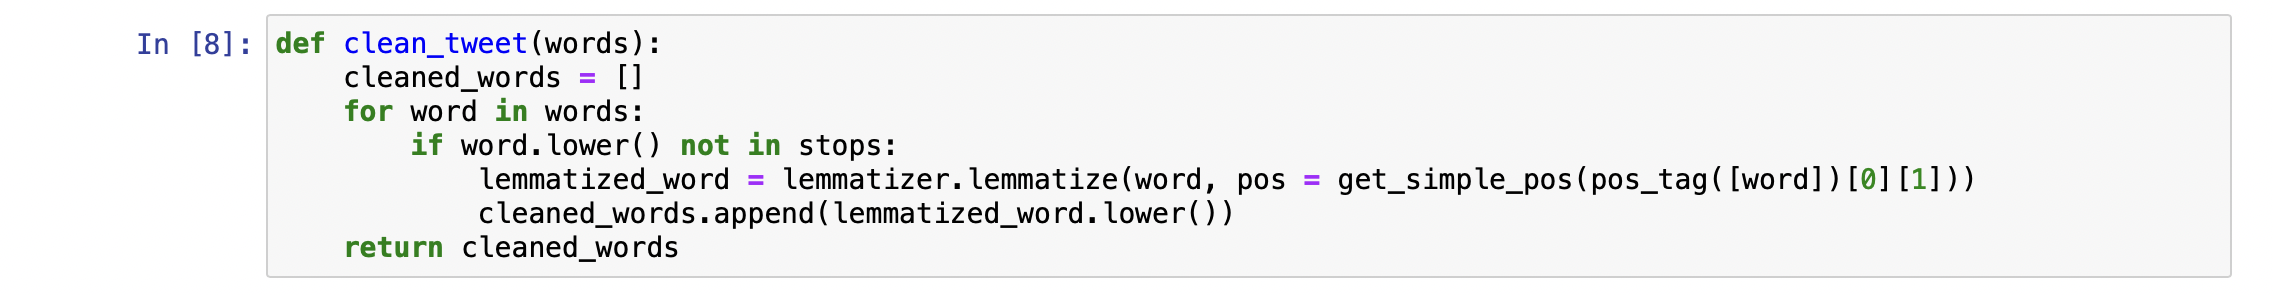 In [8]: def clean_tweet(words):
    cleaned_words = []
    for word in words:
        if word.lower() not in stops:
            lemmatized_word = lemmatizer.lemmatize(word, pos = get_simple_pos(pos_tag([word])[0][1]))
            cleaned_words.append(lemmatized_word.lower())
    return cleaned_words